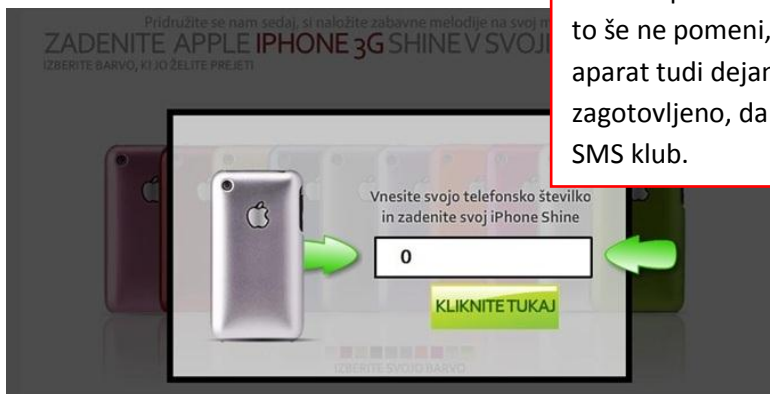 Pridružite se nam sedaj, si naložite zabavne melodije na svoj
ZADENITE APPLE IPHONE 3G SHINE V SVOJI
IZBERITE BARVO, KI JO ŽELITE PREJETI
to še ne pomeni,
aparat tudi
zagotovljeno, da
SMS klub.
Vnesite svojo telefonsko številko
in zadenite svoj iPhone Shine
0
KLIKNITE TUKAJ
IZBERITE SVOJO BARVO